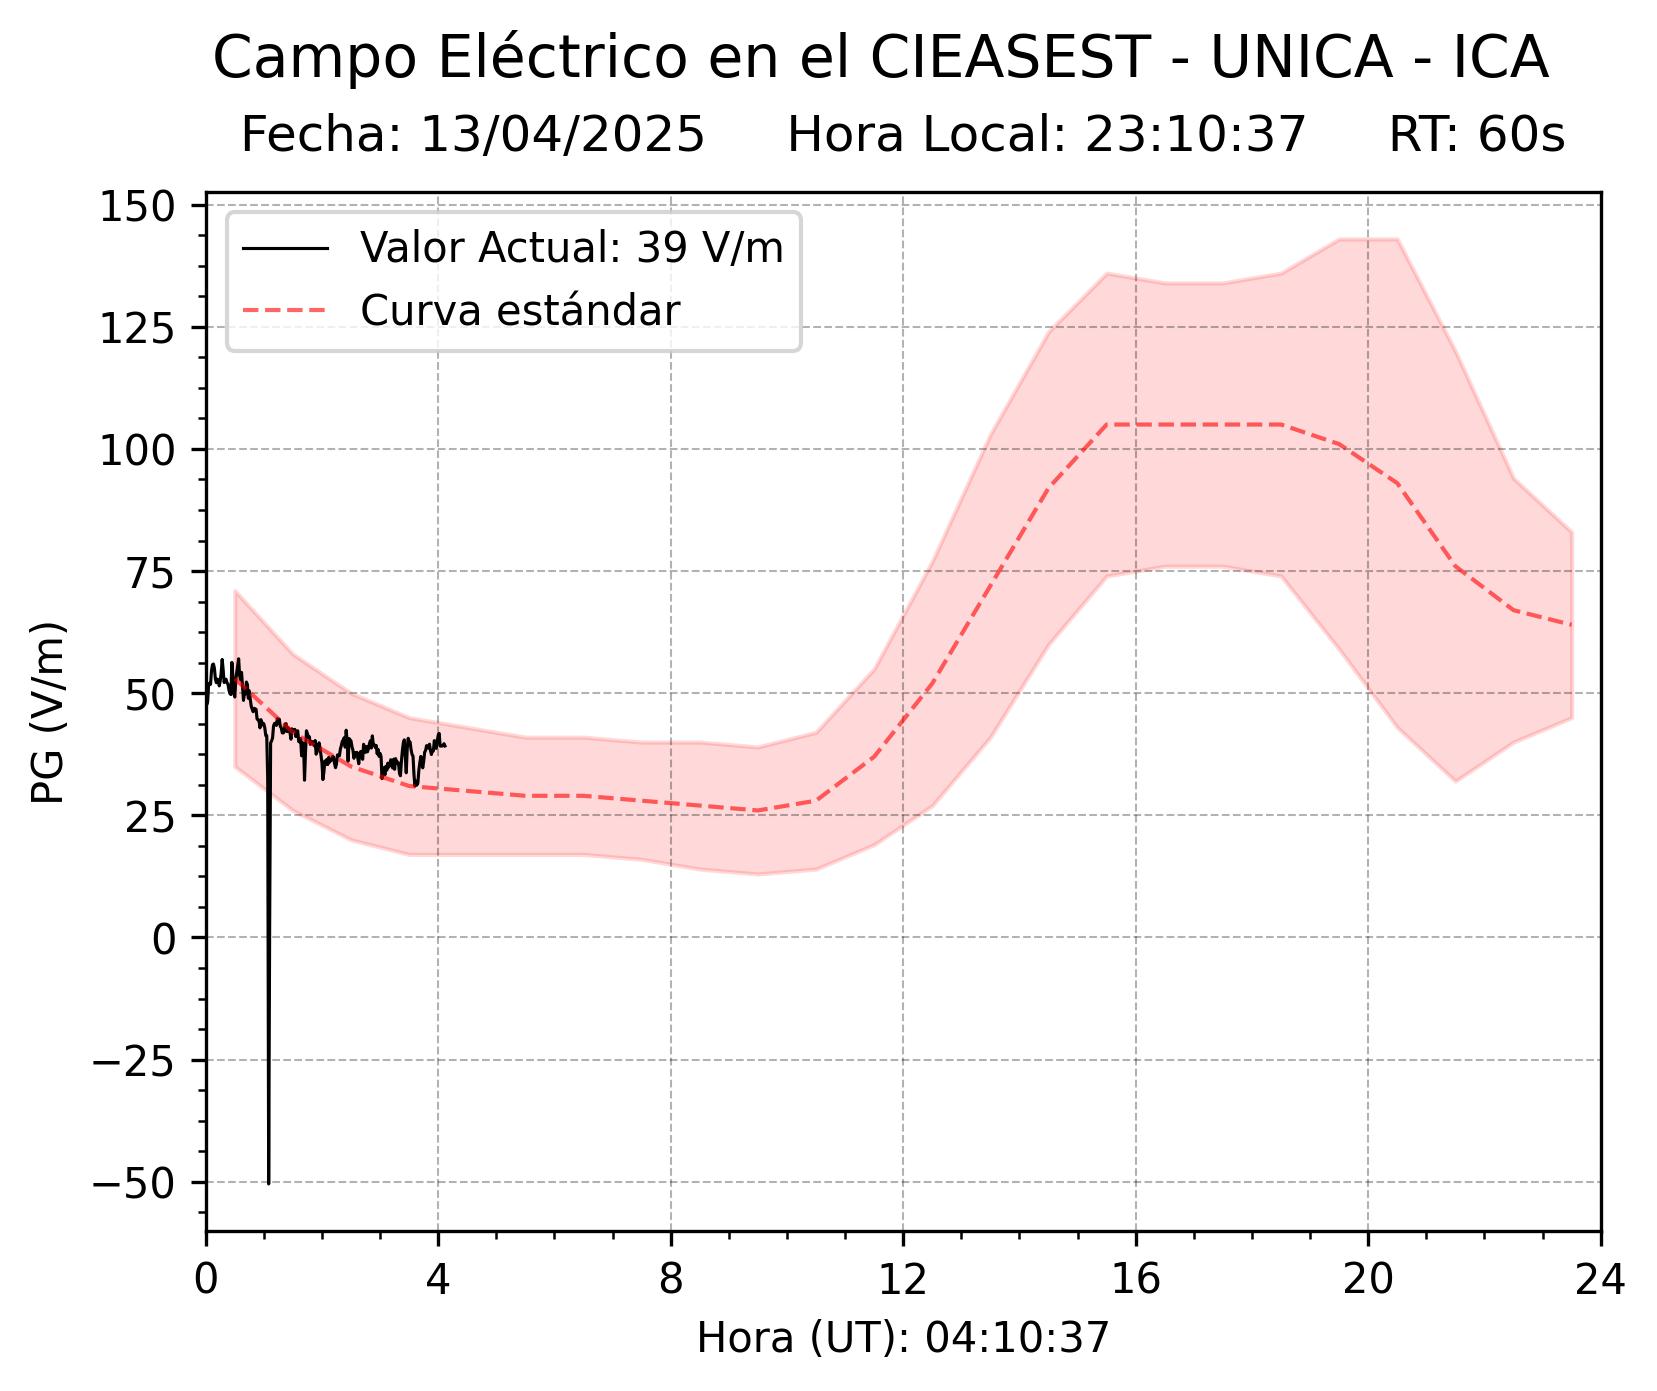 Campo Eléctrico en el CIEASEST - UNICA - ICA
Fecha: 13/04/2025 Hora Local: 23:10:37 RT: 60s
Valor Actual: 39 V/m
Curva estándar
PG (V/m)
150
125
100
75
50
25
0
−25
−50
0 4 8 12 16 20 24
Hora (UT): 04:10:37